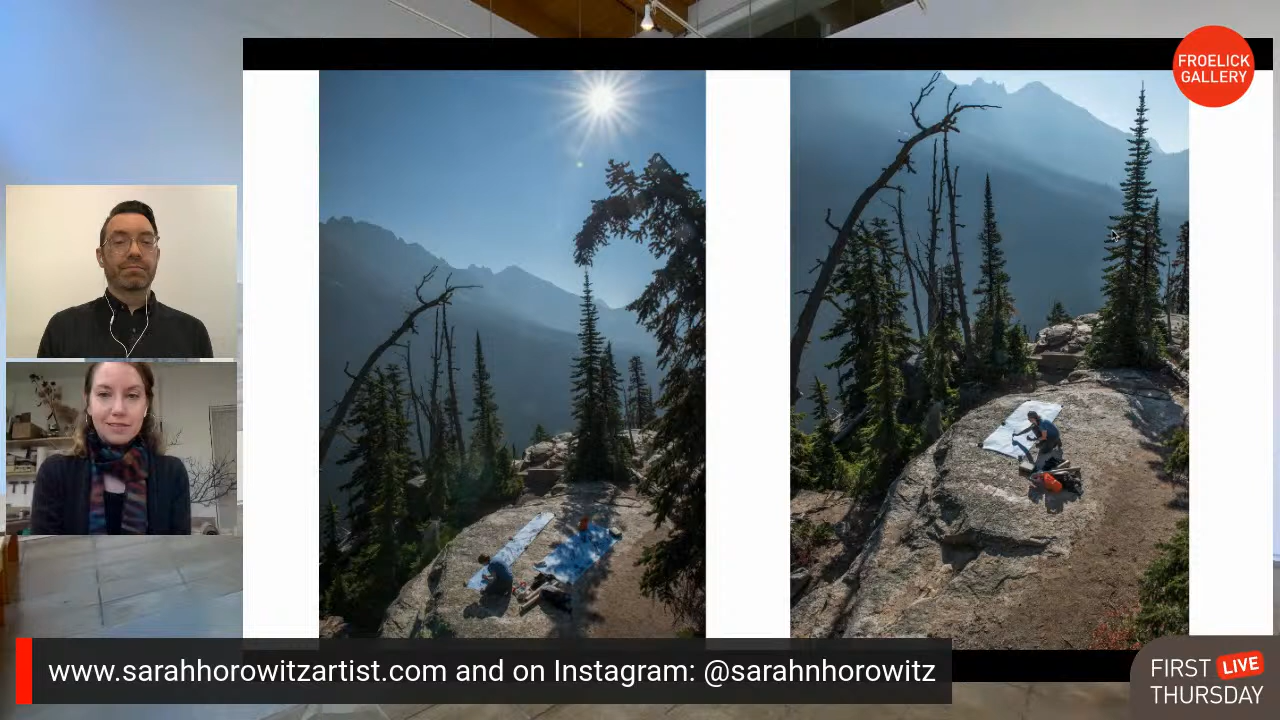 FROELICK
GALLERY
www.sarahhorowitzartist.com and on Instagram: @sarahnhorowitz
FIRST LIVE
THURSDAY